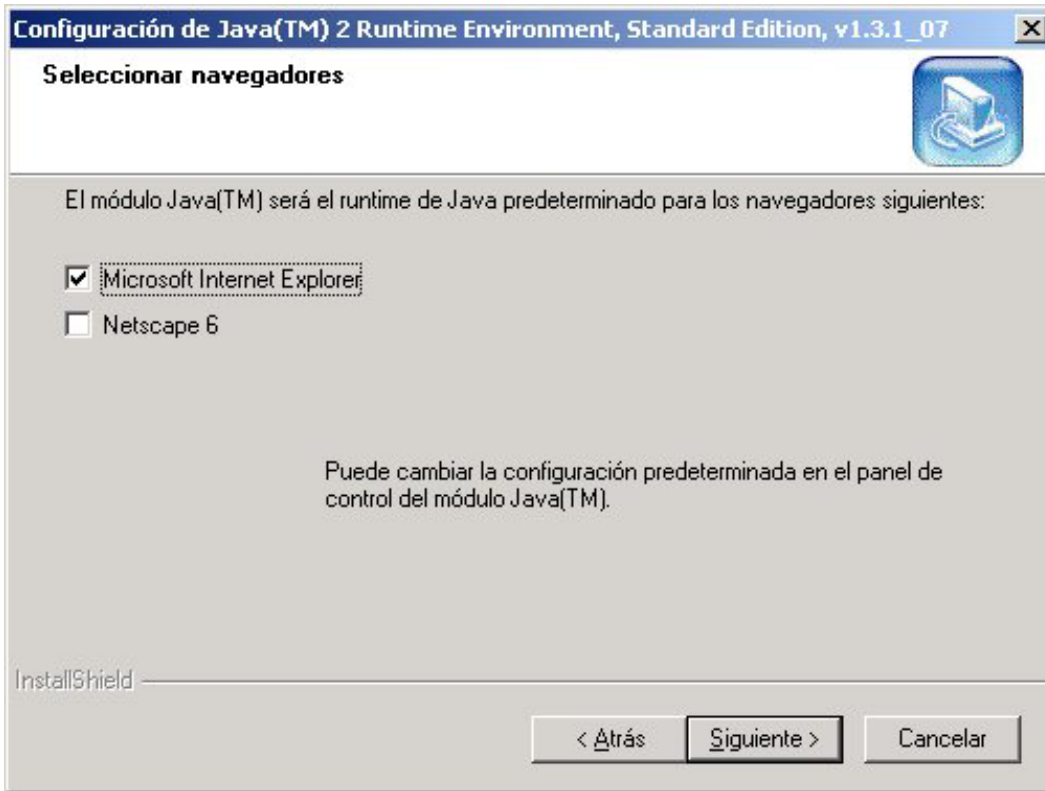 Configuración de Java(TM) 2 Runtime Environment, Standard Edition, v1.3.1_07
Seleccionar navegadores
El módulo Java(TM) será el runtime de Java predeterminado para los navegadores siguientes:
Microsoft Internet Explorer
Netscape 6
Puede cambiar la configuración predeterminada en el panel de
control del módulo Java(TM).
InstallShield
< Atrás Siguiente > Cancelar